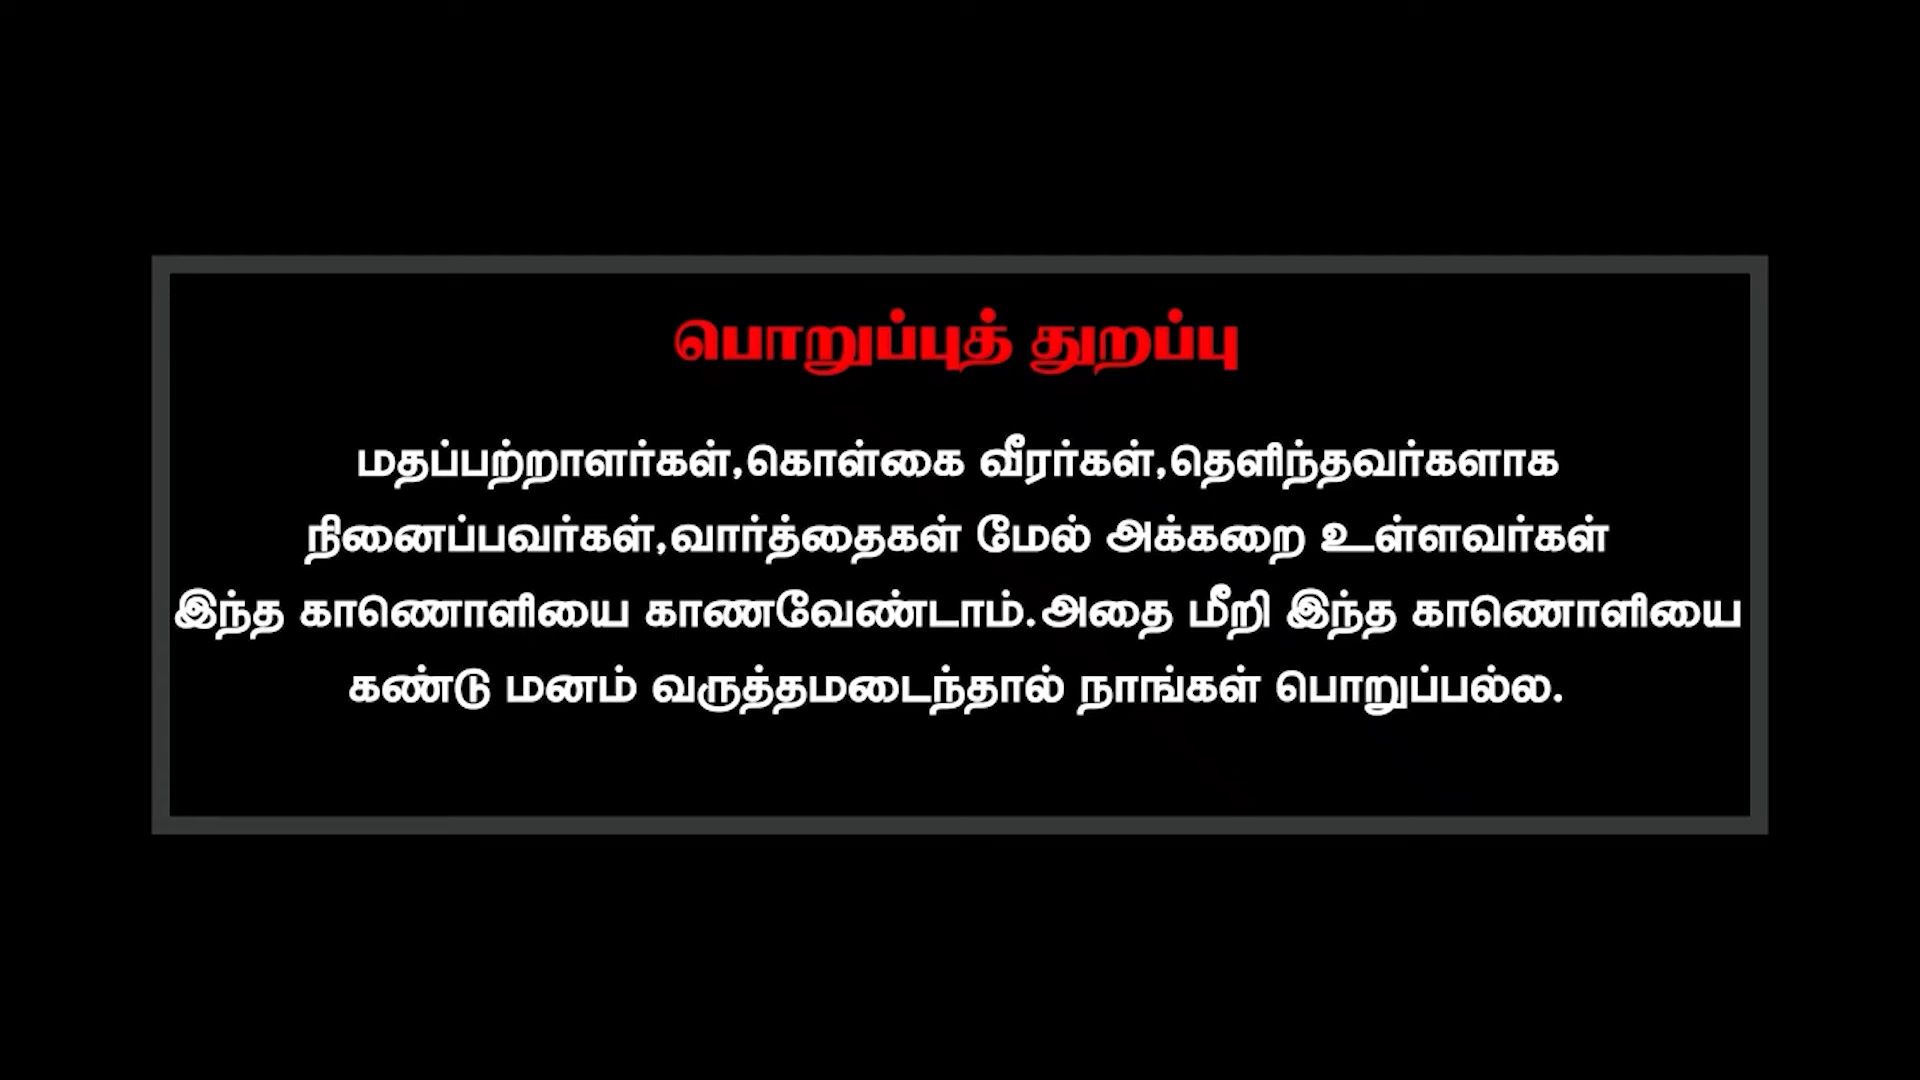 பொறுப்புத் துறப்பு
மதப்பற்றாளர்கள்,கொள்கை வீரர்கள்,தெளிந்தவர்களாக
நினைப்பவர்கள்,வார்த்தைகள் மேல் அக்கறை உள்ளவர்கள்
இந்த காணொளியை காணவேண்டாம்.அதை மீறி இந்த காணொளியை
கண்டு மனம் வருத்தமடைந்தால் நாங்கள் பொறுப்பல்ல.